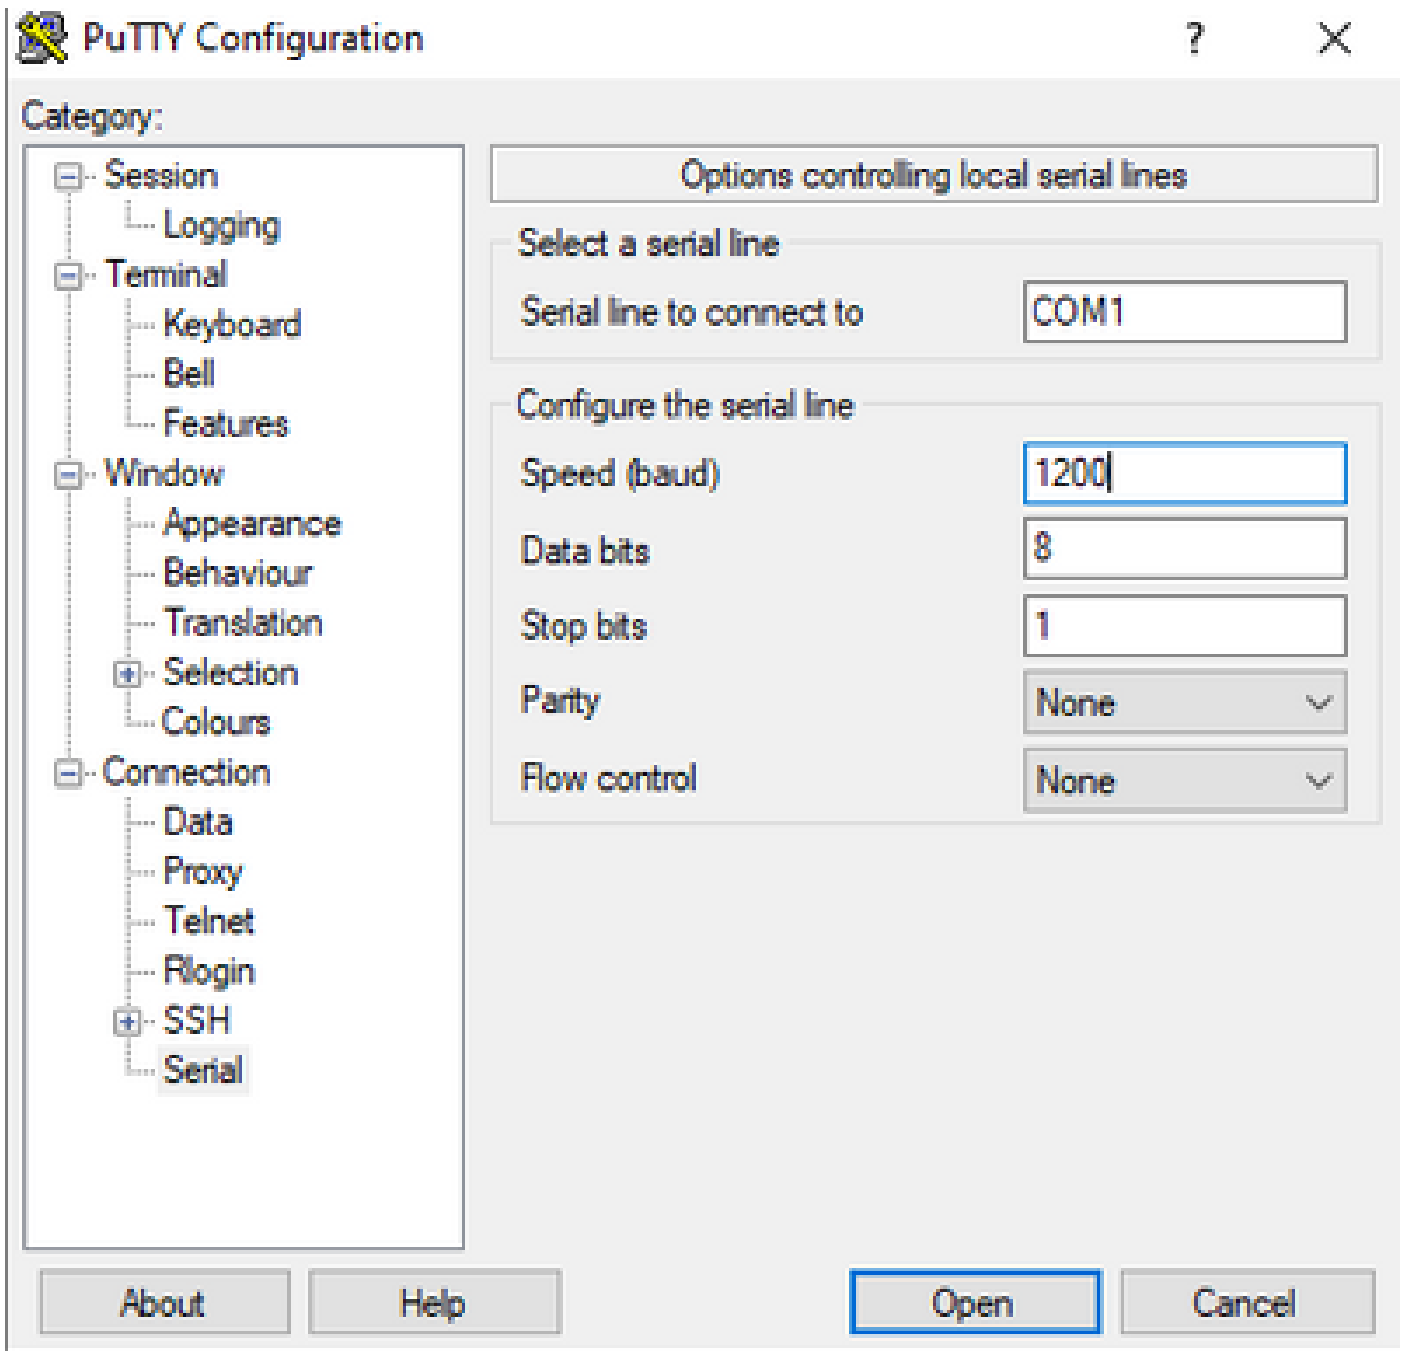 PuTTY Configuration
?
Category:
Session
Logging
Terminal
Keyboard
Bell
Features
Window
Appearance
Behaviour
Translation
Selection
Colours
Connection
Data
Proxy
Telnet
Rlogin
SSH
Serial
Options controlling local serial lines
Select a serial line
Serial line to connect to COM1
Configure the serial line
Speed (baud) 1200
Data bits 8
Stop bits 1
Parity None
Flow control None
About Help Open Cancel